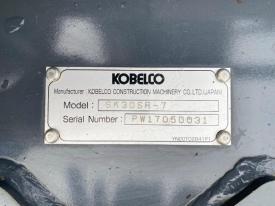 KOBELCO
Manufacturer KOBELCO CONSTRUCTION MACHINERY CO.,LTD.(JAPAN)
Model : SK30SR-7
Serial Number : PW17050031